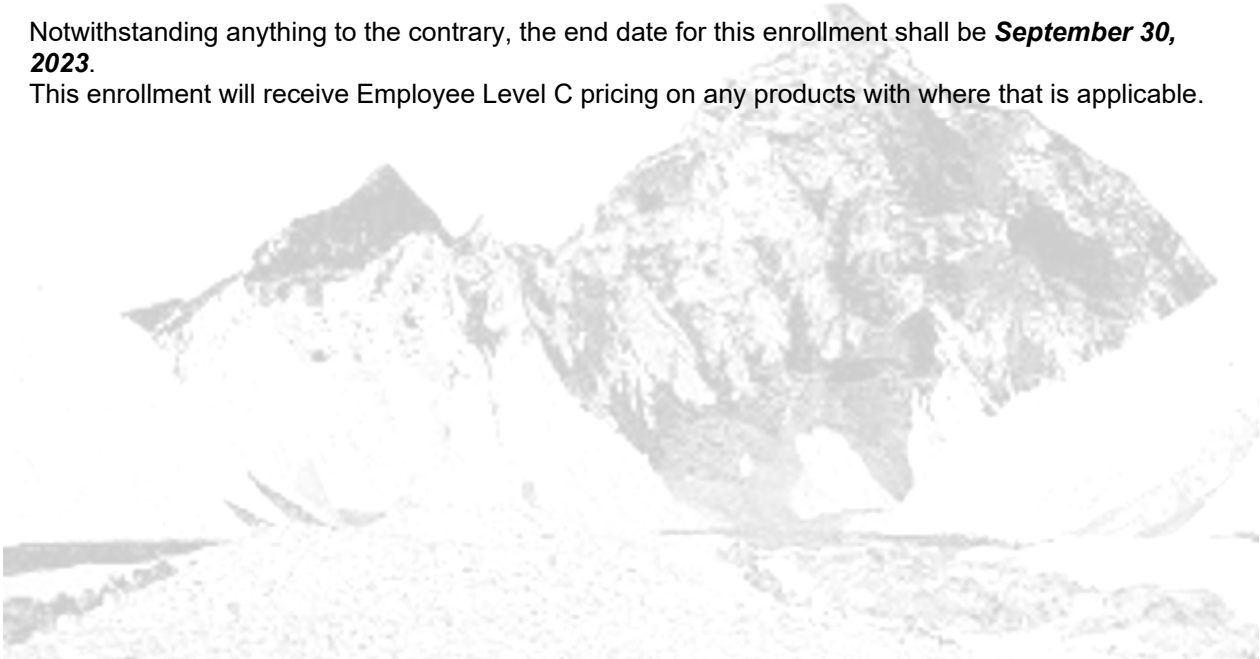 Notwithstanding anything to the contrary, the end date for this enrollment shall be September 30,
2023.
This enrollment will receive Employee Level C pricing on any products with where that is applicable.